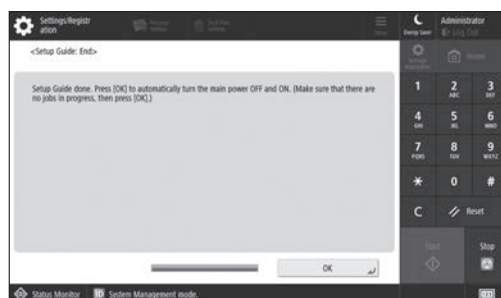 Settings/Registr
ation
Energy Saver
Administrator
Log Out
<Setup Guide: End>
Setup Guide done. Press [OK] to automatically turn the main power OFF and ON. (Make sure that there are
no jobs in progress, then press [OK].)
1
2
ABC
3
DEF
4
GHI
5
JKL
6
MNO
7
PQRS
8
TUV
9
WXYZ
*
0
#
C
Reset
Start
Stop
OK
Status Monitor
ID
System Management mode.